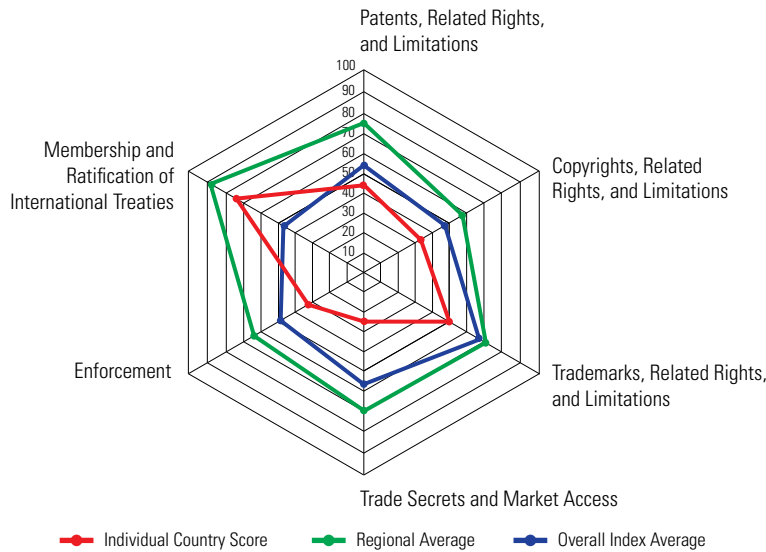 Patents, Related Rights,
and Limitations
100
90
80
70
60
50
40
30
20
10
Membership and
Ratification of
International Treaties
Copyrights, Related
Rights, and Limitations
Enforcement
Trademarks, Related Rights,
and Limitations
Trade Secrets and Market Access
Individual Country Score
Regional Average
Overall Index Average